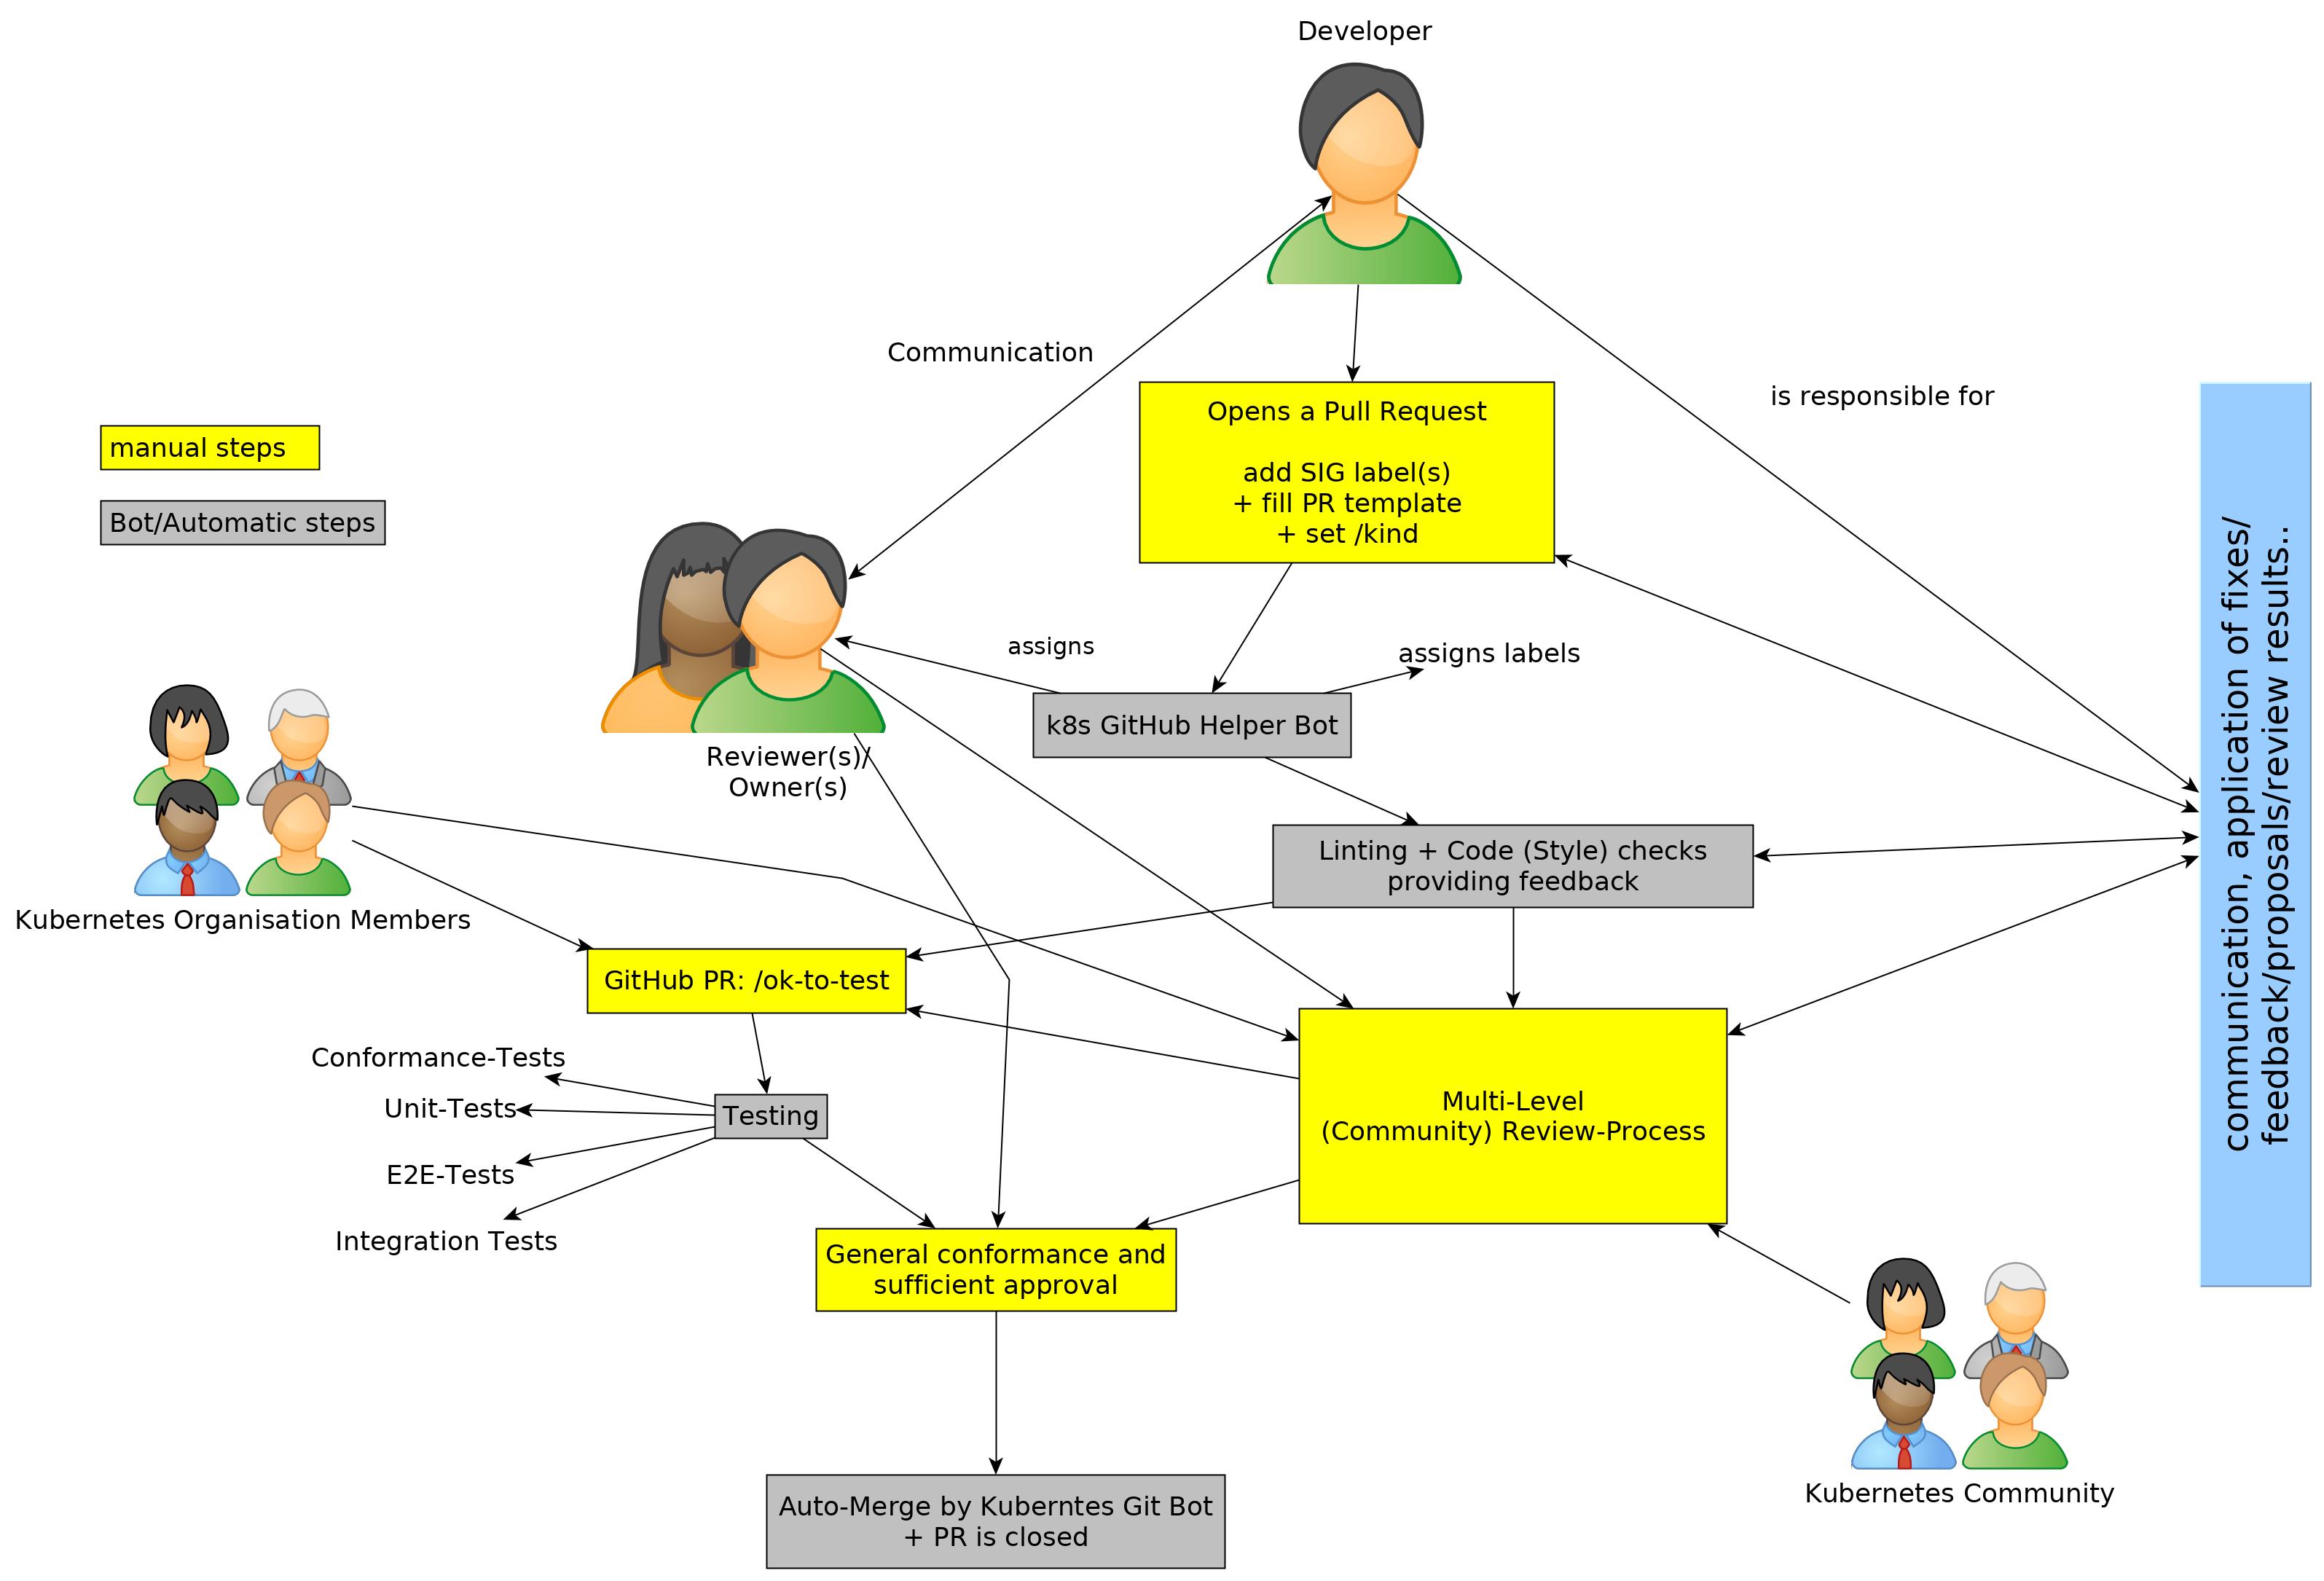 Developer
Communication
is responsible for
Opens a Pull Request
add SIG label(s)
+ fill PR template
+ set /kind
manual steps
Bot/Automatic steps
assigns
assigns labels
k8s GitHub Helper Bot
Reviewer(s)/
Owner(s)
Linting + Code (Style) checks
providing feedback
Kubernetes Organisation Members
GitHub PR: /ok-to-test
Conformance-Tests
Unit-Tests
Testing
E2E-Tests
Integration Tests
Multi-Level
(Community) Review-Process
General conformance and
sufficient approval
communication, application of fixes/
feedback/proposals/review results..
Kubernetes Community
Auto-Merge by Kuberntes Git Bot
+ PR is closed